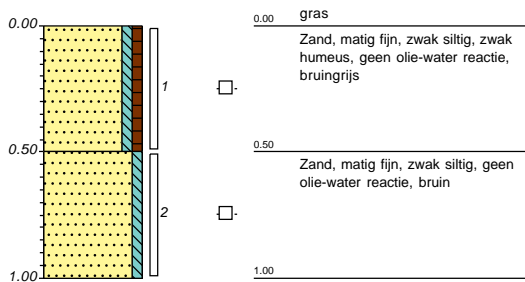 gras
0.00
0.00
Zand, matig fijn, zwak siltig, zwak
humeus, geen olie-water reactie,
bruingrijs
1
0.50
0.50
Zand, matig fijn, zwak siltig, geen
olie-water reactie, bruin
2
1.00
1.00